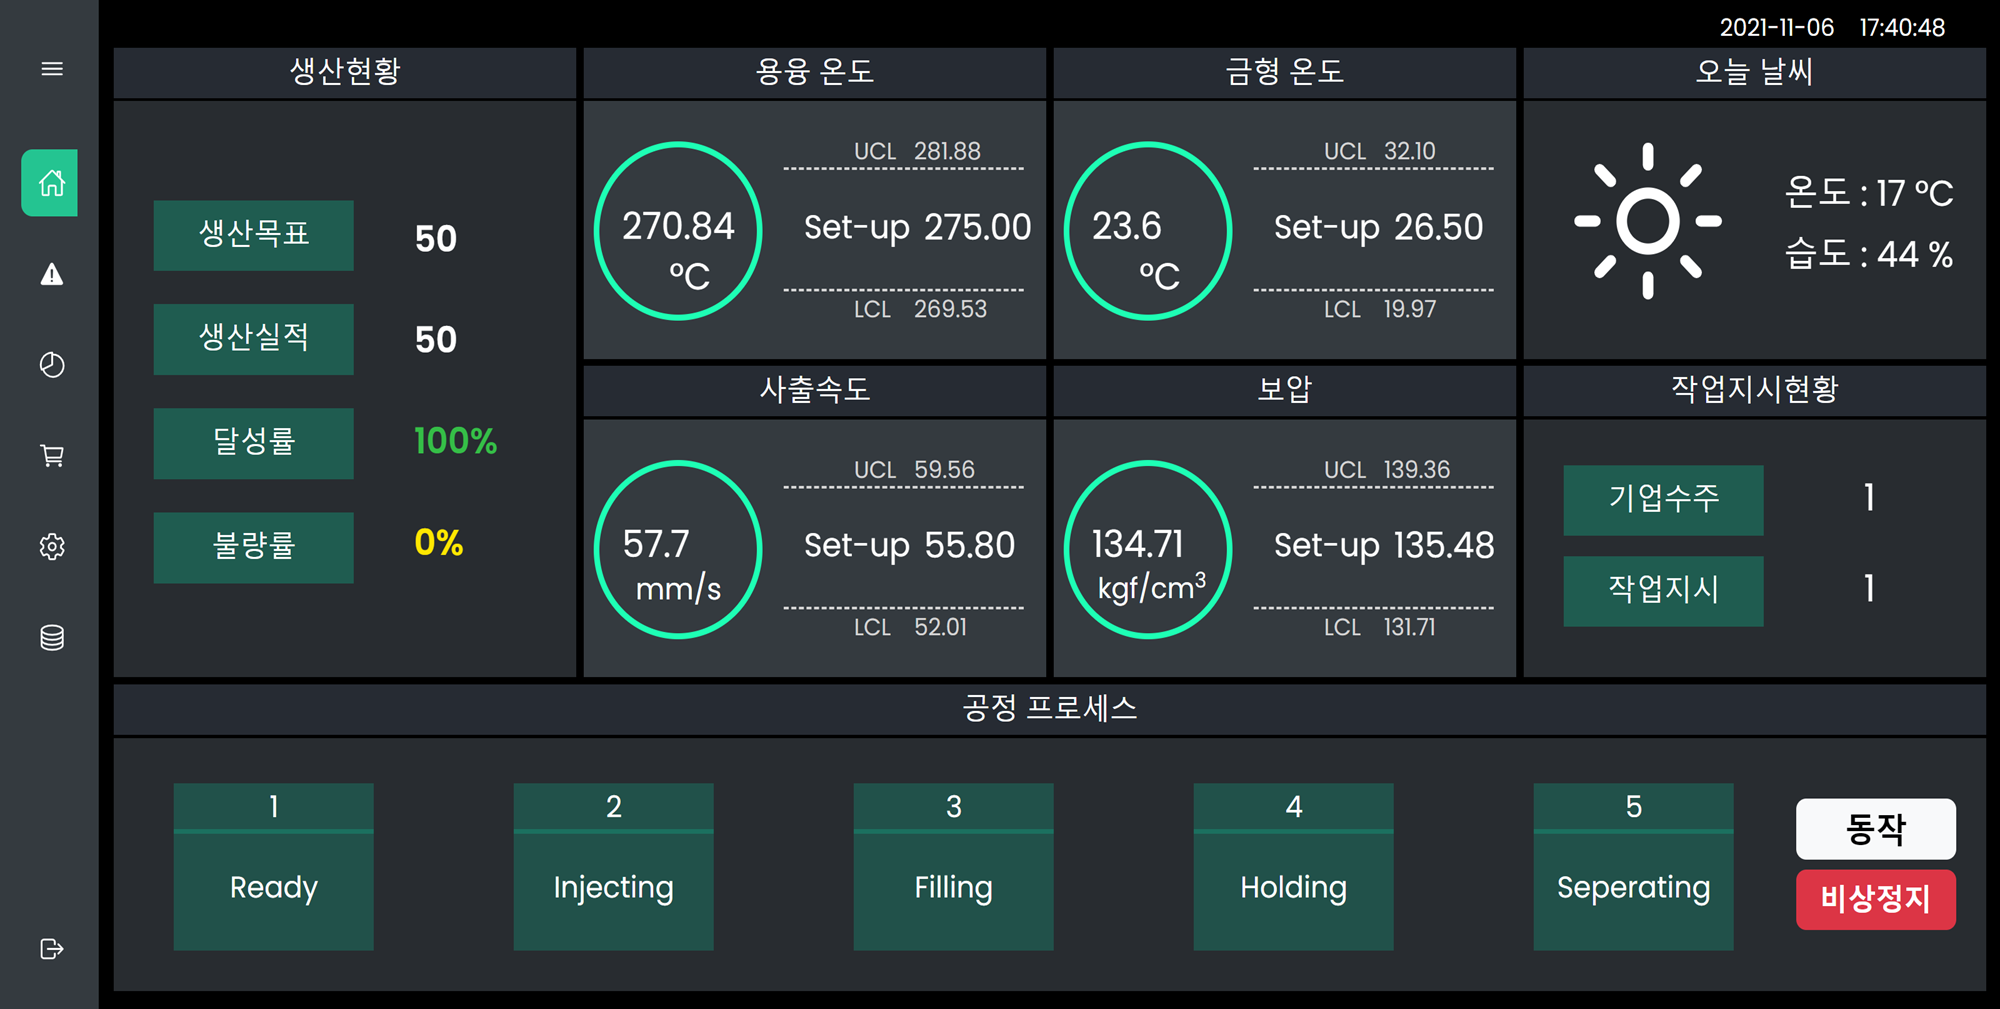 2021-11-06 17:40:48
생산현황
생산목표 50
생산실적 50
달성률 100%
불량률 0%
용융 온도
270.84
°C
UCL 281.88
Set-up 275.00
LCL 269.53
금형 온도
23.6
°C
UCL 32.10
Set-up 26.50
LCL 19.97
오늘 날씨
온도 : 17 °C
습도 : 44 %
사출속도
57.7
mm/s
UCL 59.56
Set-up 55.80
LCL 52.01
보압
134.71
kgf/cm³
UCL 139.36
Set-up 135.48
LCL 131.71
작업지시현황
기업수주 1
작업지시 1
공정 프로세스
1
Ready
2
Injecting
3
Filling
4
Holding
5
Seperating
동작
비상정지